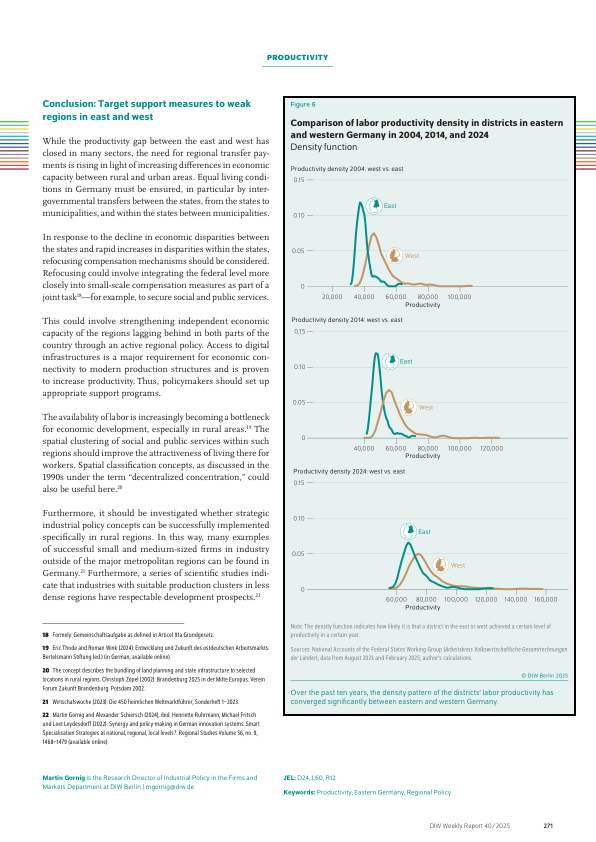 PRODUCTIVITY
Conclusion: Target support measures to weak
regions in east and west
While the productivity gap between the east and west has
closed in many sectors, the need for regional transfer pay-
ments is rising in light of increasing differences in economic
capacity between rural and urban areas. Equal living condi-
tions in Germany must be ensured, in particular by inter-
governmental transfers between the states, from the states to
municipalities, and within the states between municipalities.
In response to the decline in economic disparities between
the states and rapid increases in disparities within the states,
refocusing compensation mechanisms should be considered.
Refocusing could involve integrating the federal level more
closely into small-scale compensation measures as part of a
joint task¹⁸—for example, to secure social and public services.
This could involve strengthening independent economic
capacity of the regions lagging behind in both parts of the
country through an active regional policy. Access to digital
infrastructures is a major requirement for economic con-
nectivity to modern production structures and is proven
to increase productivity. Thus, policymakers should set up
appropriate support programs.
The availability of labor is increasingly becoming a bottleneck
for economic development, especially in rural areas.¹⁹ The
spatial clustering of social and public services within such
regions should improve the attractiveness of living there for
workers. Spatial classification concepts, as discussed in the
1990s under the term “decentralized concentration,” could
also be useful here.²⁰
Furthermore, it should be investigated whether strategic
industrial policy concepts can be successfully implemented
specifically in rural regions. In this way, many examples
of successful small and medium-sized firms in industry
outside of the major metropolitan regions can be found in
Germany.²¹ Furthermore, a series of scientific studies indi-
cate that industries with suitable production clusters in less
dense regions have respectable development prospects.²²
18 Formerly: Gemeinschaftsaufgabe as defined in Articel 91a Grundgesetz.
19 Eric Thode and Roman Wink (2024): Entwicklung und Zukunft des ostdeutschen Arbeitsmarkts.
Bertelsmann Stiftung (ed.) (in German; available online).
20 The concept describes the bundling of land planning and state infrastructure to selected
locations in rural regions. Christoph Zöpel (2002): Brandenburg 2025 in der Mitte Europas. Verein
Forum Zukunft Brandenburg. Potsdam 2002.
21 Wirtschaftswoche (2023): Die 450 heimlichen Weltmarktführer, Sonderheft 1–2023.
22 Martin Gornig and Alexander Schiersch (2024), ibid; Henriette Ruhrmann, Michael Fritsch
und Loet Leydesdorff (2022): Synergy and policy-making in German innovation systems: Smart
Specialisation Strategies at national, regional, local levels?. Regional Studies Volume 56, no. 9,
1468–1479 (available online).
Figure 6
Comparison of labor productivity density in districts in eastern
and western Germany in 2004, 2014, and 2024
Density function
Productivity density 2004: west vs. east
0.15
0.10
0.05
0
East
West
20,000 40,000 60,000 80,000 100,000
Productivity
Productivity density 2014: west vs. east
0.15
0.10
0.05
0
East
West
40,000 60,000 80,000 100,000 120,000
Productivity
Productivity density 2024: west vs. east
0.15
0.10
0.05
0
East
West
60,000 80,000 100,000 120,000 140,000 160,000
Productivity
Note: The density function indicates how likely it is that a district in the east or west achieved a certain level of
productivity in a certain year.
Sources: National Accounts of the Federal States Working Group (Arbeitskreis Volkswirtschaftliche Gesamtrechnungen
der Länder), data from August 2023 and February 2025; author's calculations.
© DIW Berlin 2025
Over the past ten years, the density pattern of the districts' labor productivity has
converged significantly between eastern and western Germany.
Martin Gornig is the Research Director of Industrial Policy in the Firms and
Markets Department at DIW Berlin | mgornig@diw.de
JEL: D24, L60, R12
Keywords: Productivity, Eastern Germany, Regional Policy
DIW Weekly Report 40/2025 271